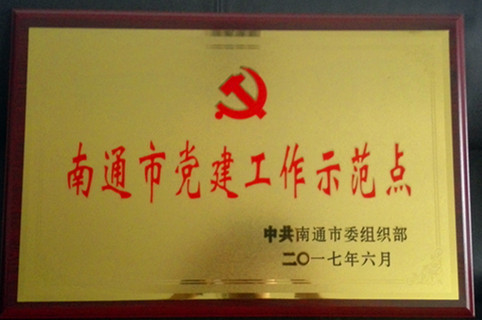 南通市党建工作示范点
中共南通市委组织部
二〇一七年六月